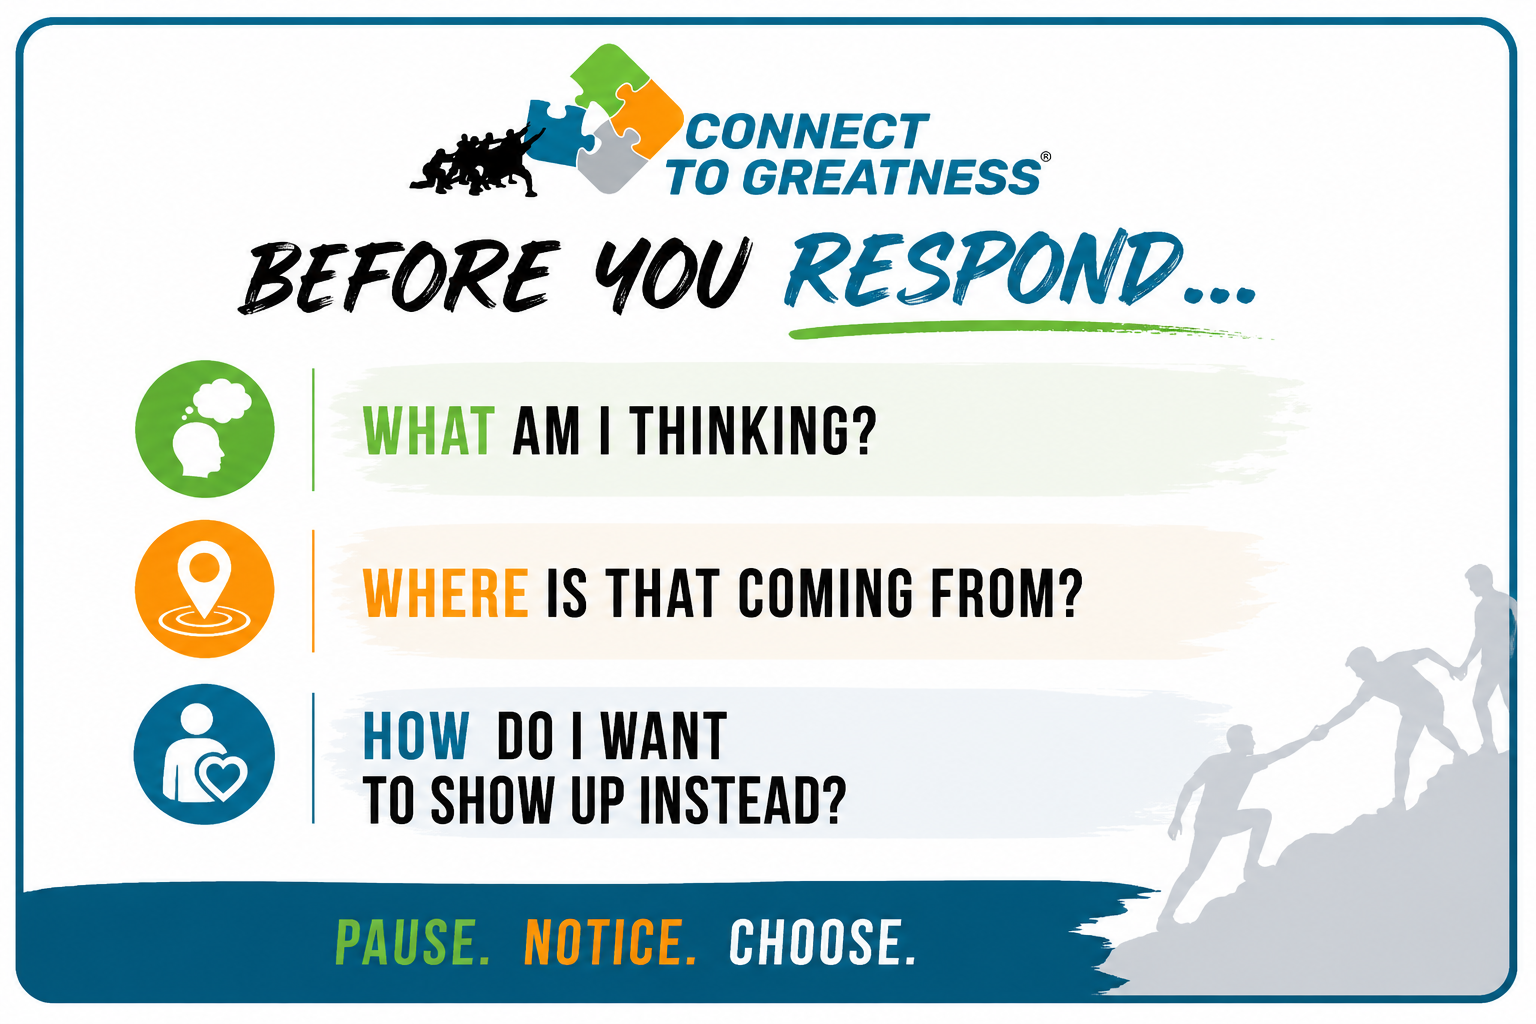 CONNECT
TO GREATNESS®
BEFORE YOU RESPOND...
WHAT AM I THINKING?
WHERE IS THAT COMING FROM?
HOW DO I WANT
TO SHOW UP INSTEAD?
PAUSE. NOTICE. CHOOSE.